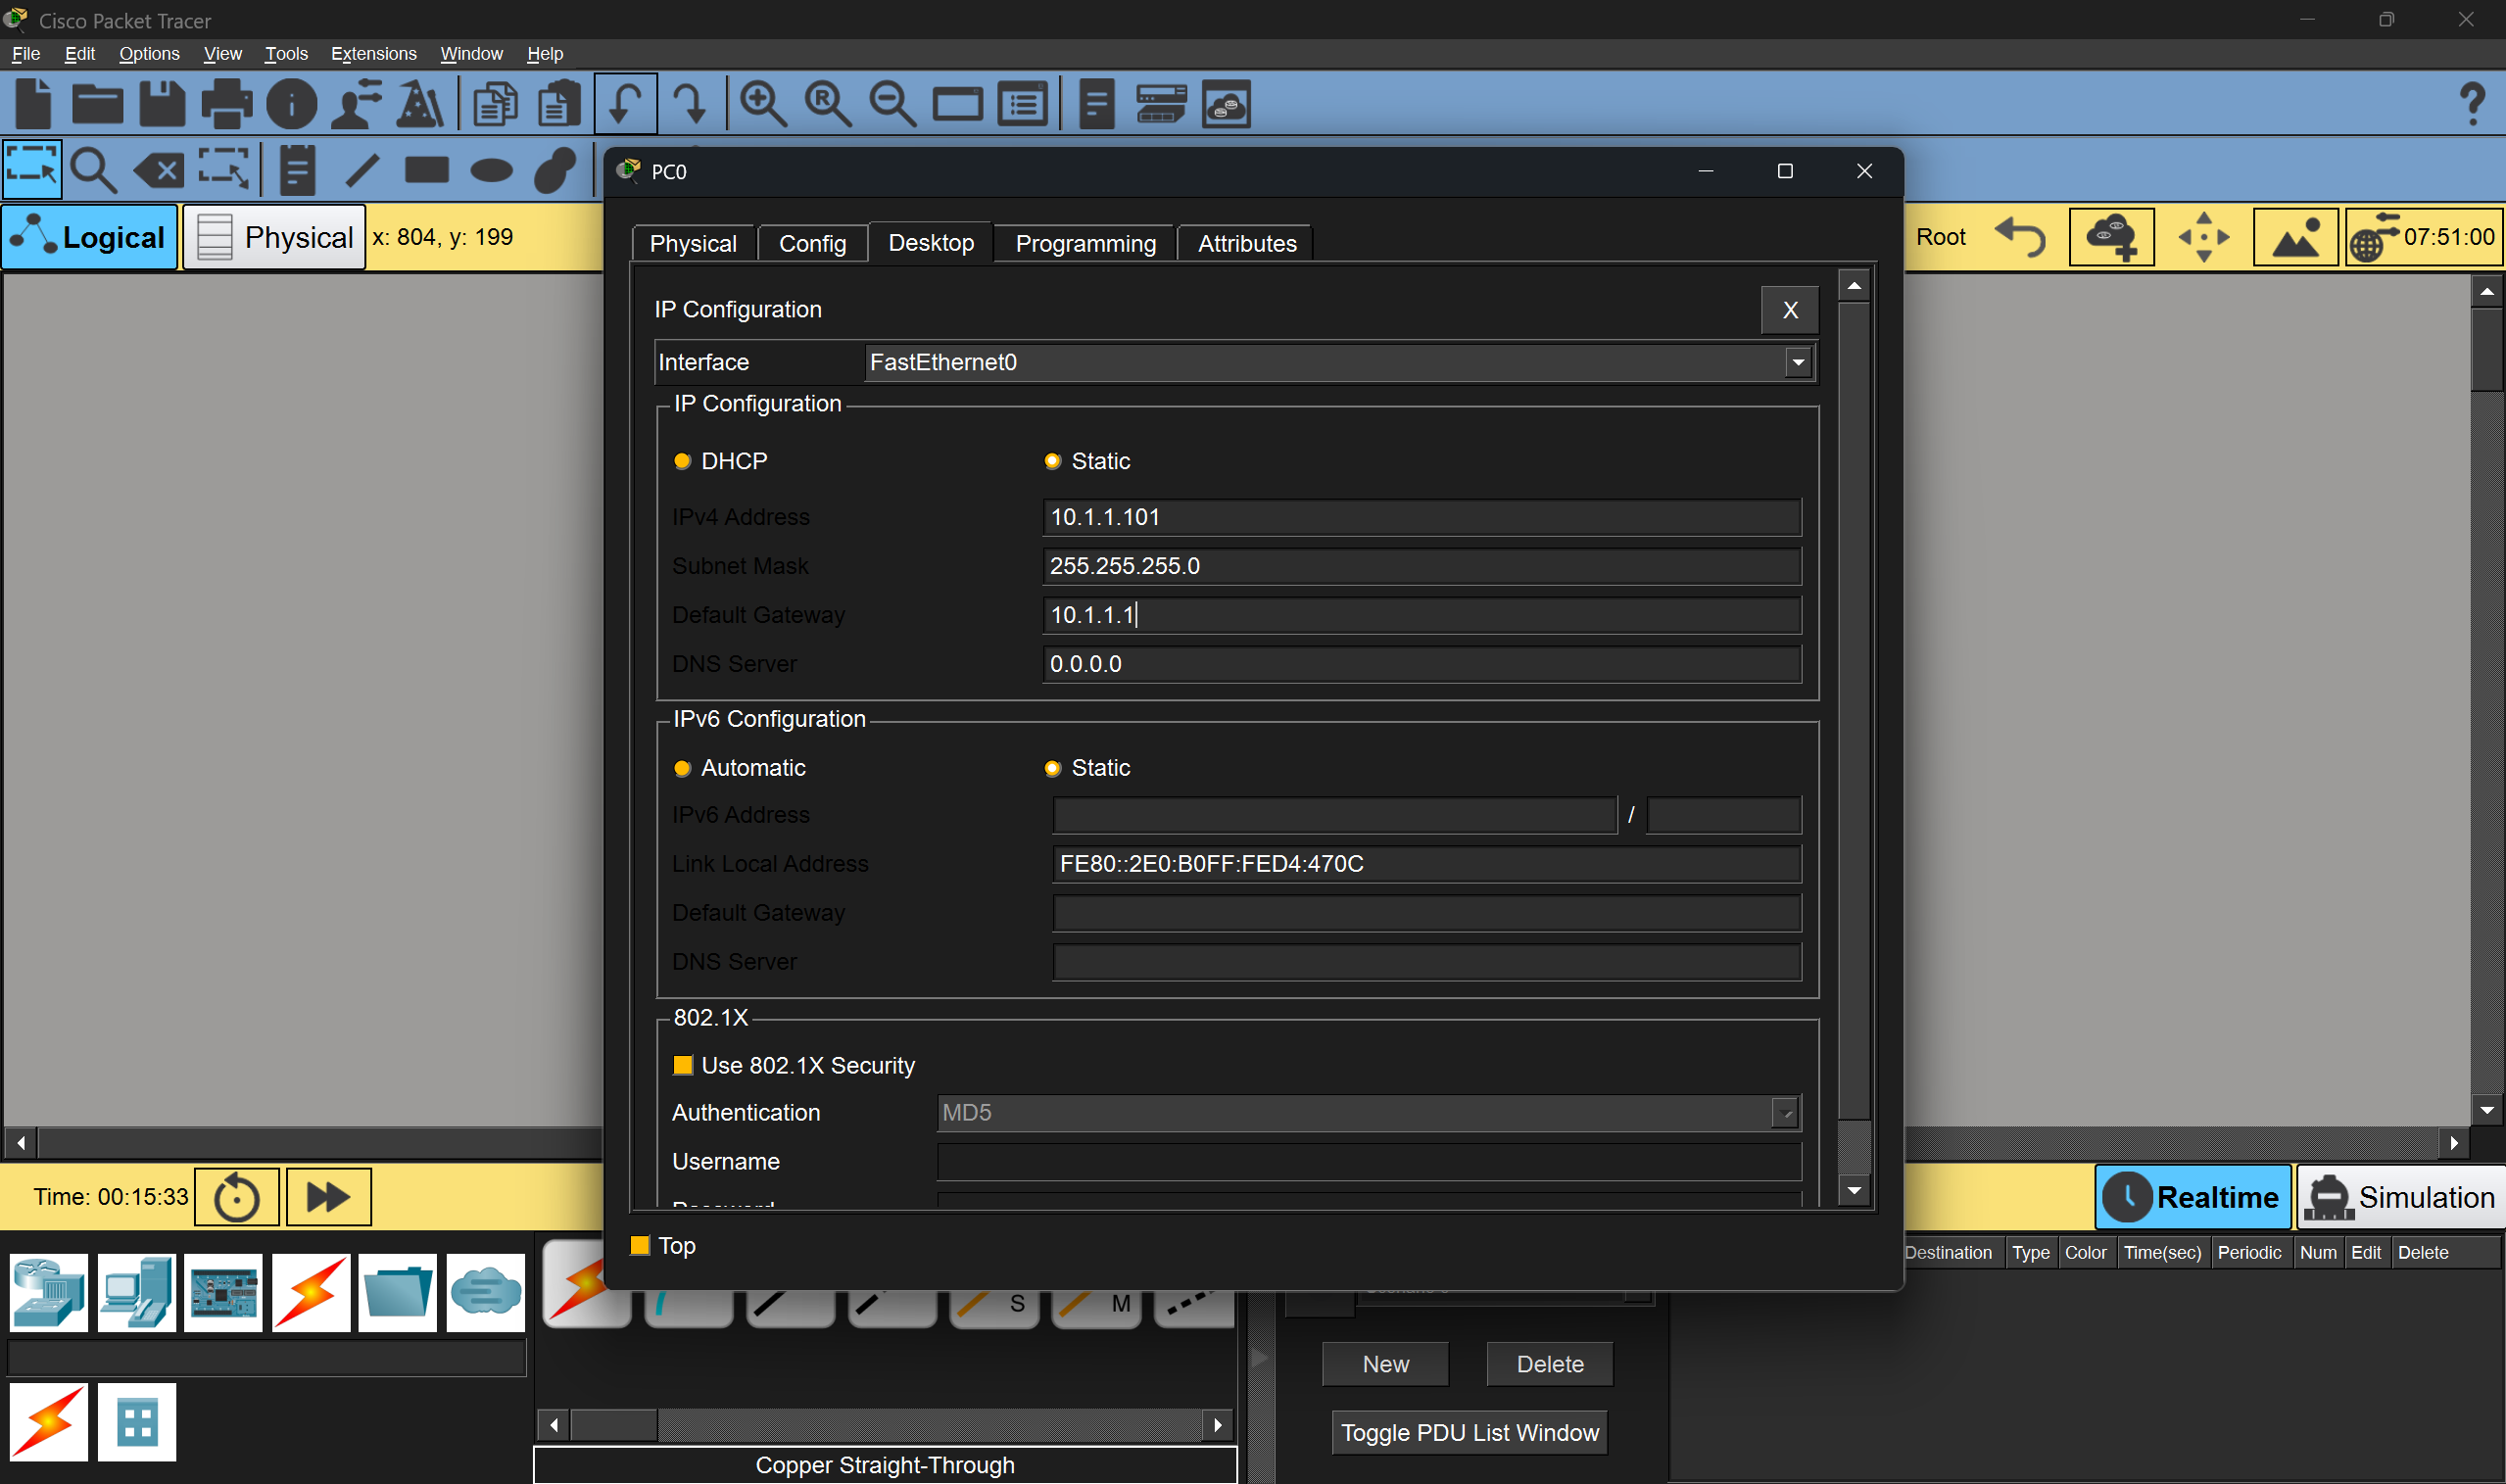 Cisco Packet Tracer
File Edit Options View Tools Extensions Window Help
PC0
Logical Physical x: 804, y: 199
Root 07:51:00
Physical Config Desktop Programming Attributes
IP Configuration
X
Interface FastEthernet0
IP Configuration
DHCP Static
IPv4 Address 10.1.1.101
Subnet Mask 255.255.255.0
Default Gateway 10.1.1.1
DNS Server 0.0.0.0
IPv6 Configuration
Automatic Static
IPv6 Address /
Link Local Address FE80::2E0:B0FF:FED4:470C
Default Gateway
DNS Server
802.1X
Use 802.1X Security
Authentication MD5
Username
Top
Time: 00:15:33
Realtime Simulation
Destination Type Color Time(sec) Periodic Num Edit Delete
S M
New Delete
Toggle PDU List Window
Copper Straight-Through